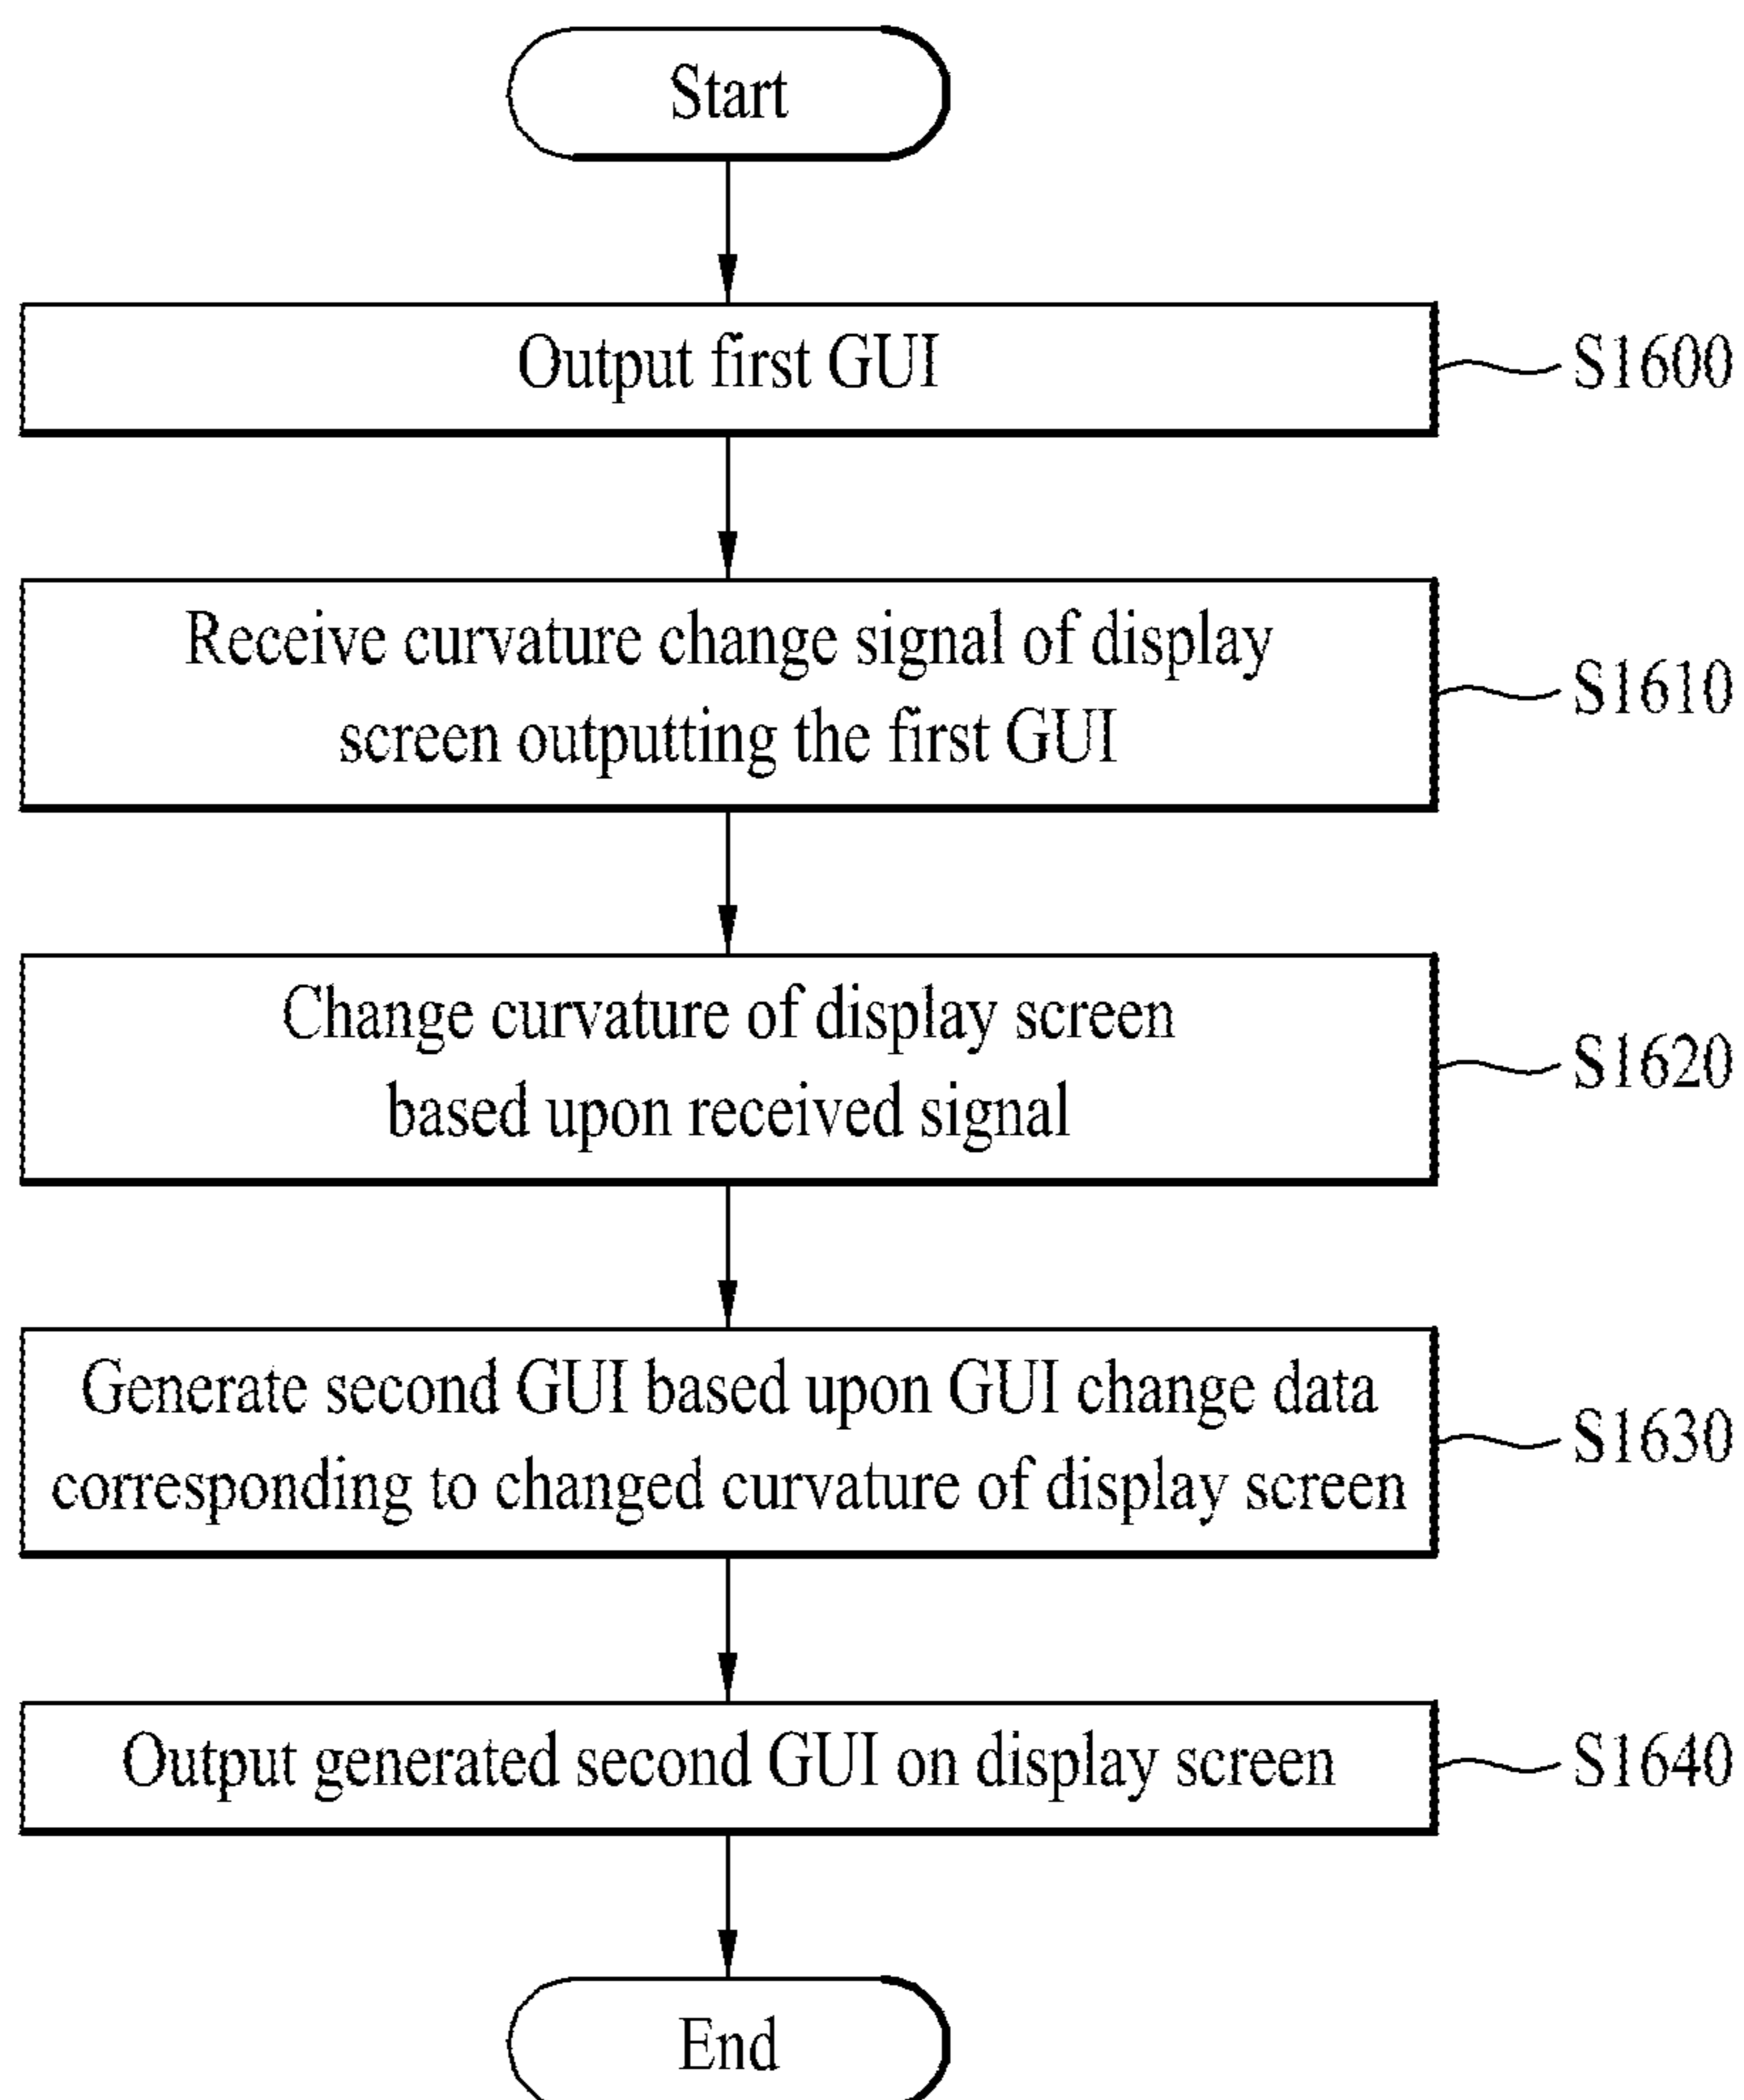 Start
Output first GUI
S1600
Receive curvature change signal of display
screen outputting the first GUI
S1610
Change curvature of display screen
based upon received signal
S1620
Generate second GUI based upon GUI change data
corresponding to changed curvature of display screen
S1630
Output generated second GUI on display screen
S1640
End